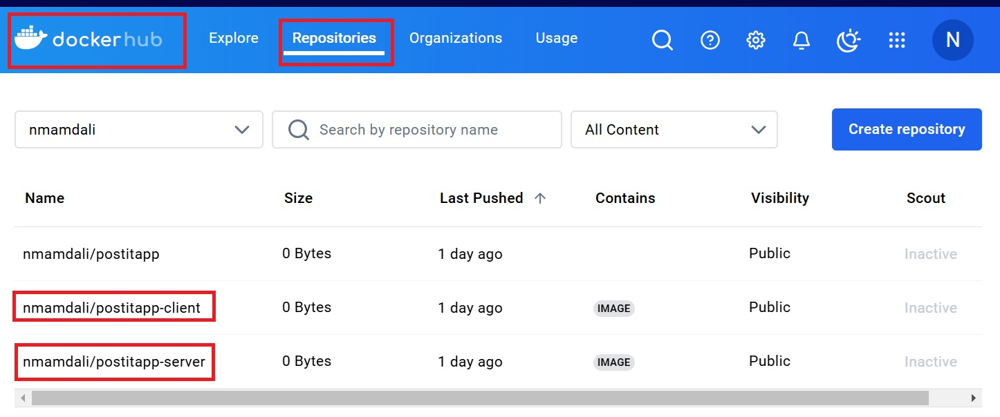 dockerhub Explore Repositories Organizations Usage N
nmamdali Search by repository name All Content Create repository
Name Size Last Pushed Contains Visibility Scout
nmamdali/postitapp 0 Bytes 1 day ago Public Inactive
nmamdali/postitapp-client 0 Bytes 1 day ago IMAGE Public Inactive
nmamdali/postitapp-server 0 Bytes 1 day ago IMAGE Public Inactive